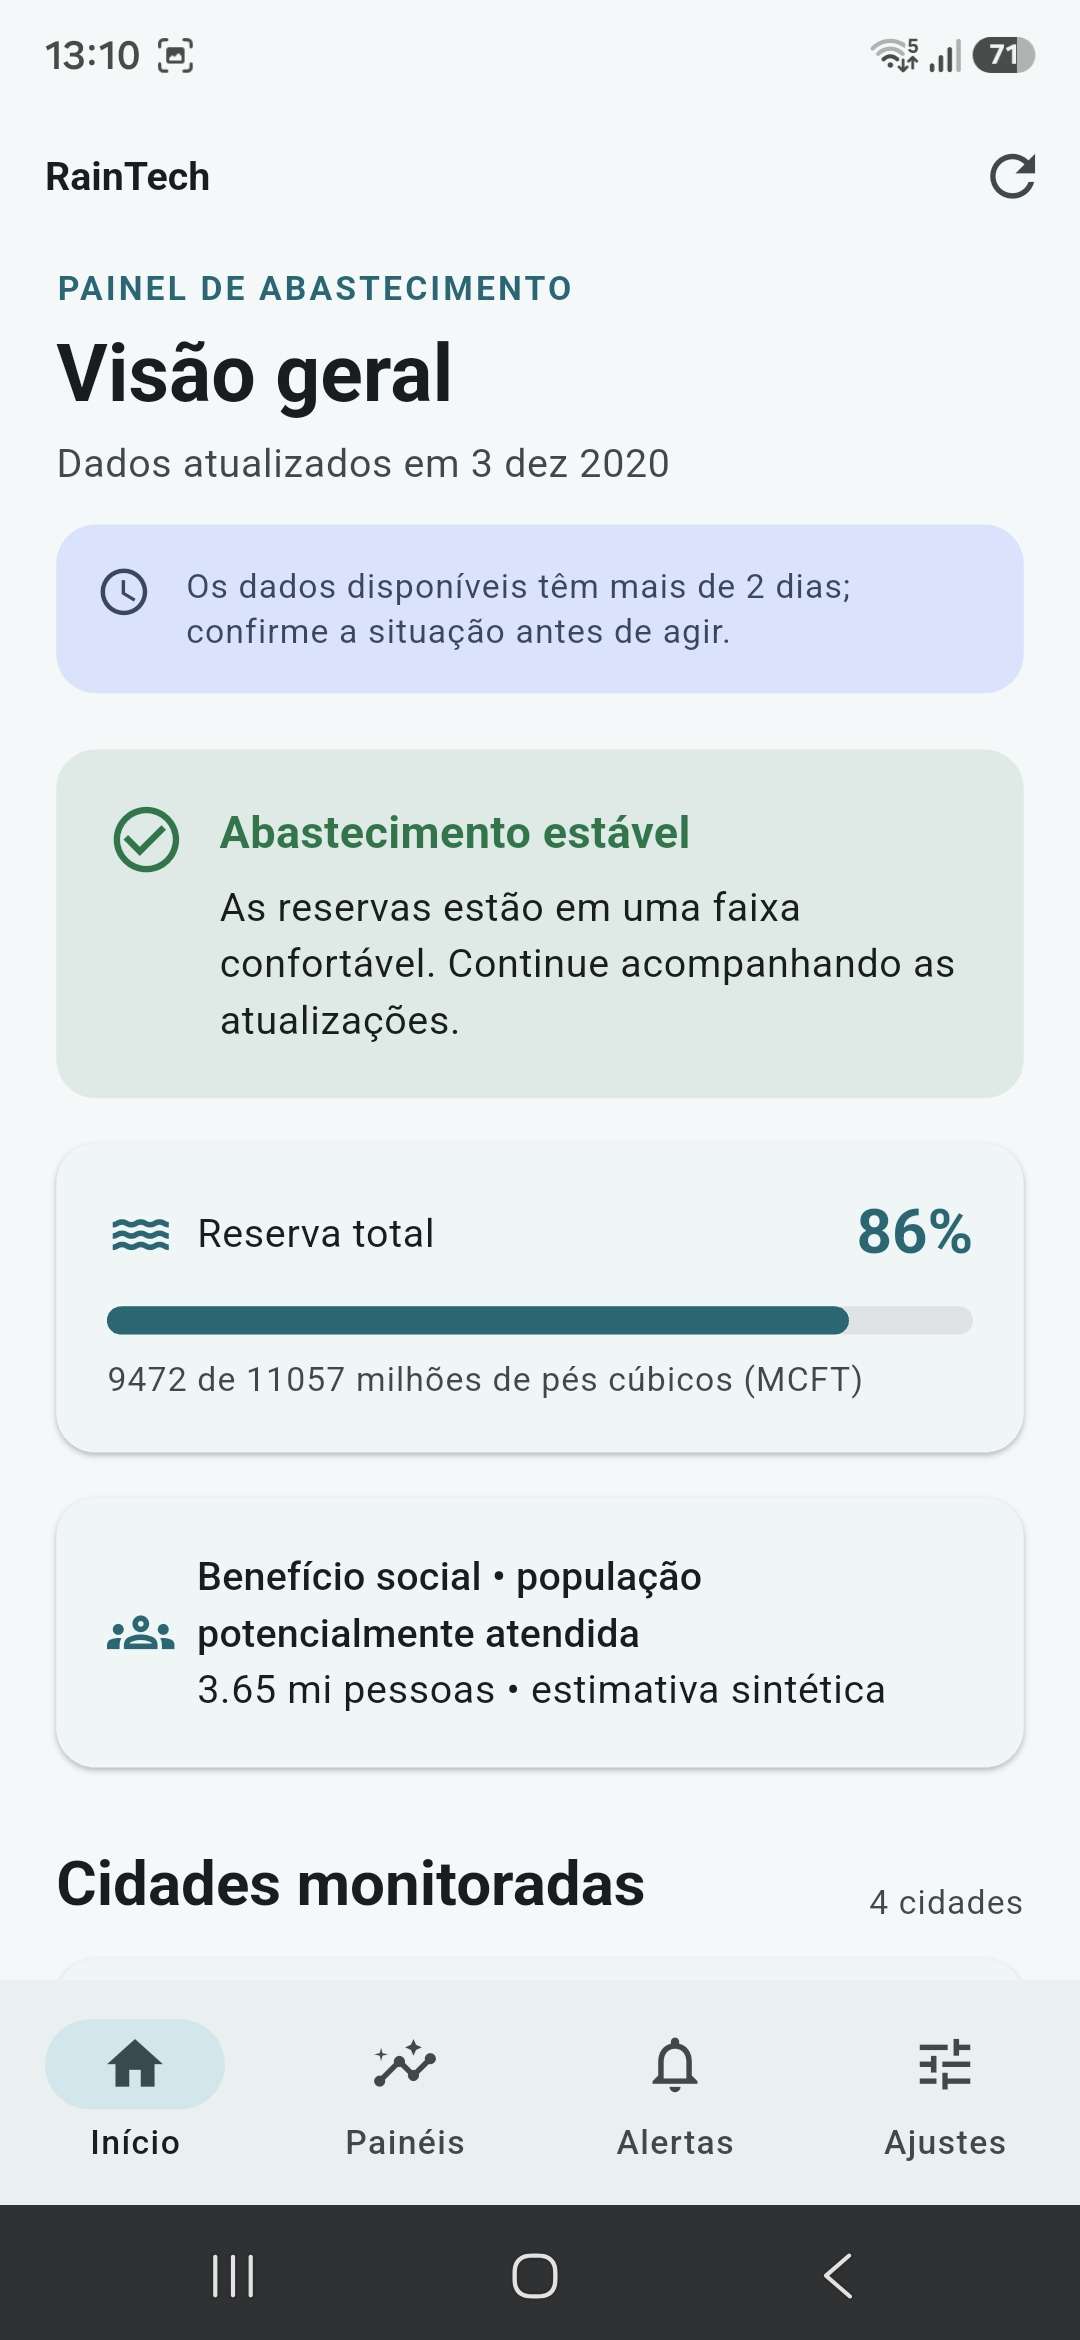 13:10
5
71
RainTech
PAINEL DE ABASTECIMENTO
Visão geral
Dados atualizados em 3 dez 2020
Os dados disponíveis têm mais de 2 dias;
confirme a situação antes de agir.
Abastecimento estável
As reservas estão em uma faixa
confortável. Continue acompanhando as
atualizações.
Reserva total
86%
9472 de 11057 milhões de pés cúbicos (MCFT)
Benefício social • população
potencialmente atendida
3.65 mi pessoas • estimativa sintética
Cidades monitoradas
4 cidades
Início
Painéis
Alertas
Ajustes